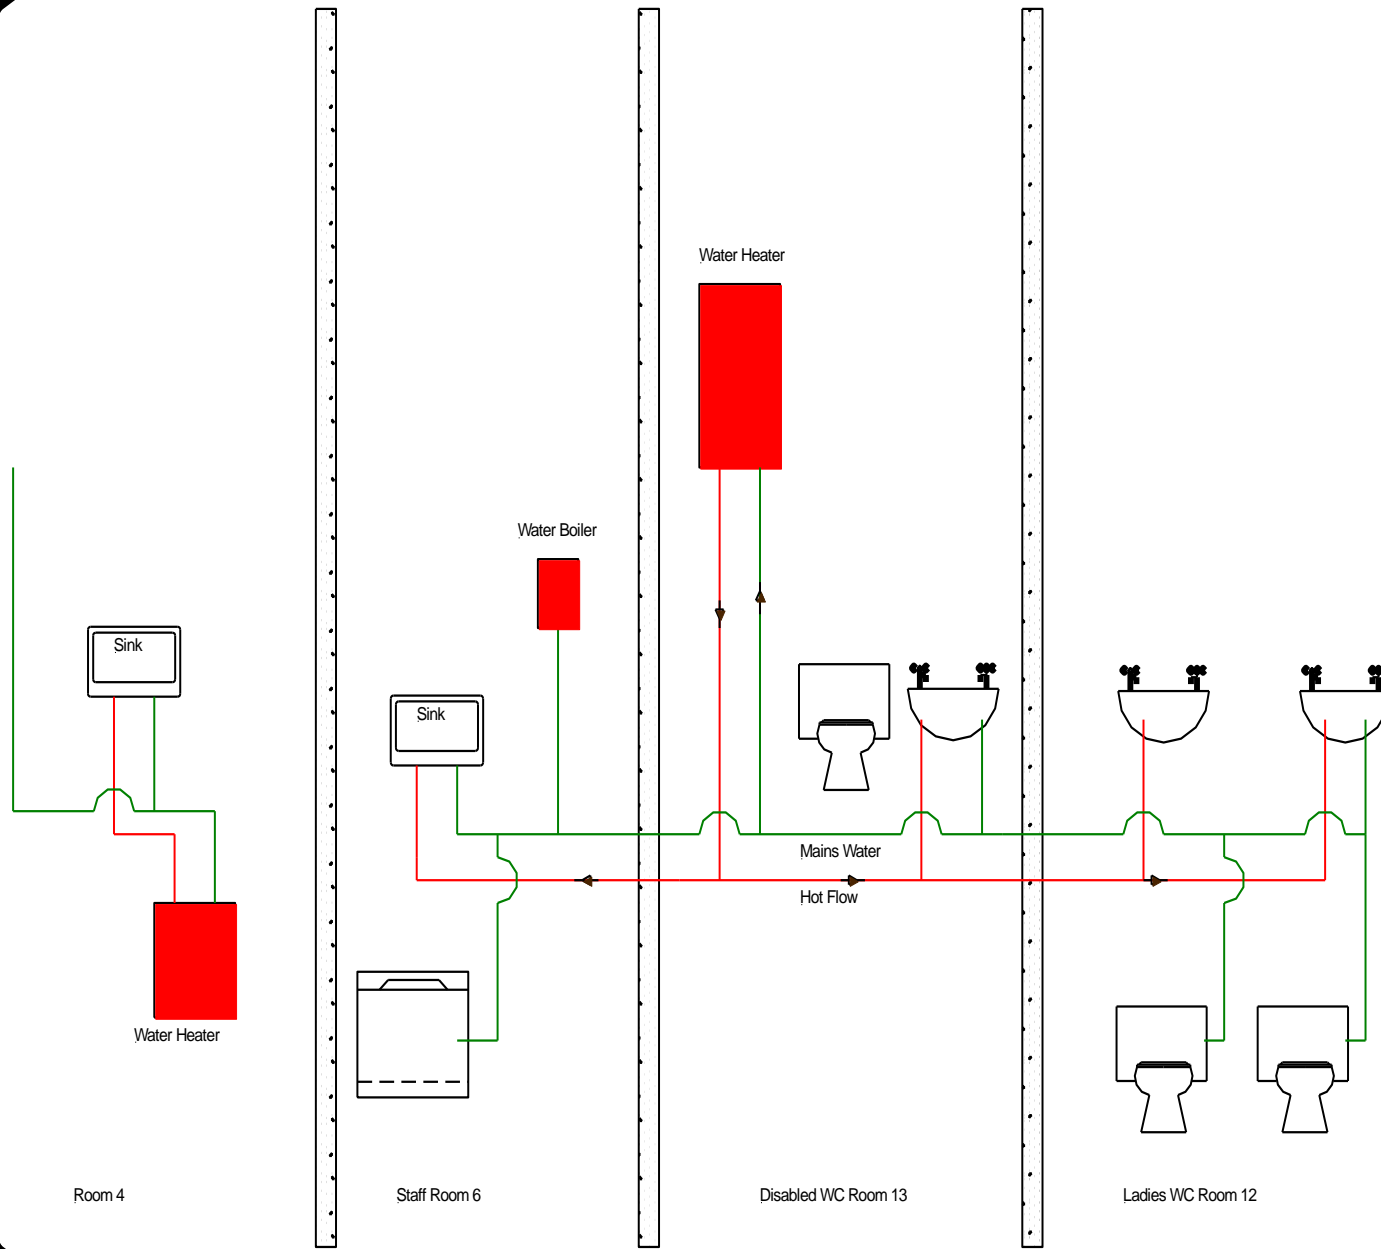 Water Heater
Water Boiler
Sink
Sink
Mains Water
Hot Flow
Water Heater
Room 4
Staff Room 6
Disabled WC Room 13
Ladies WC Room 12